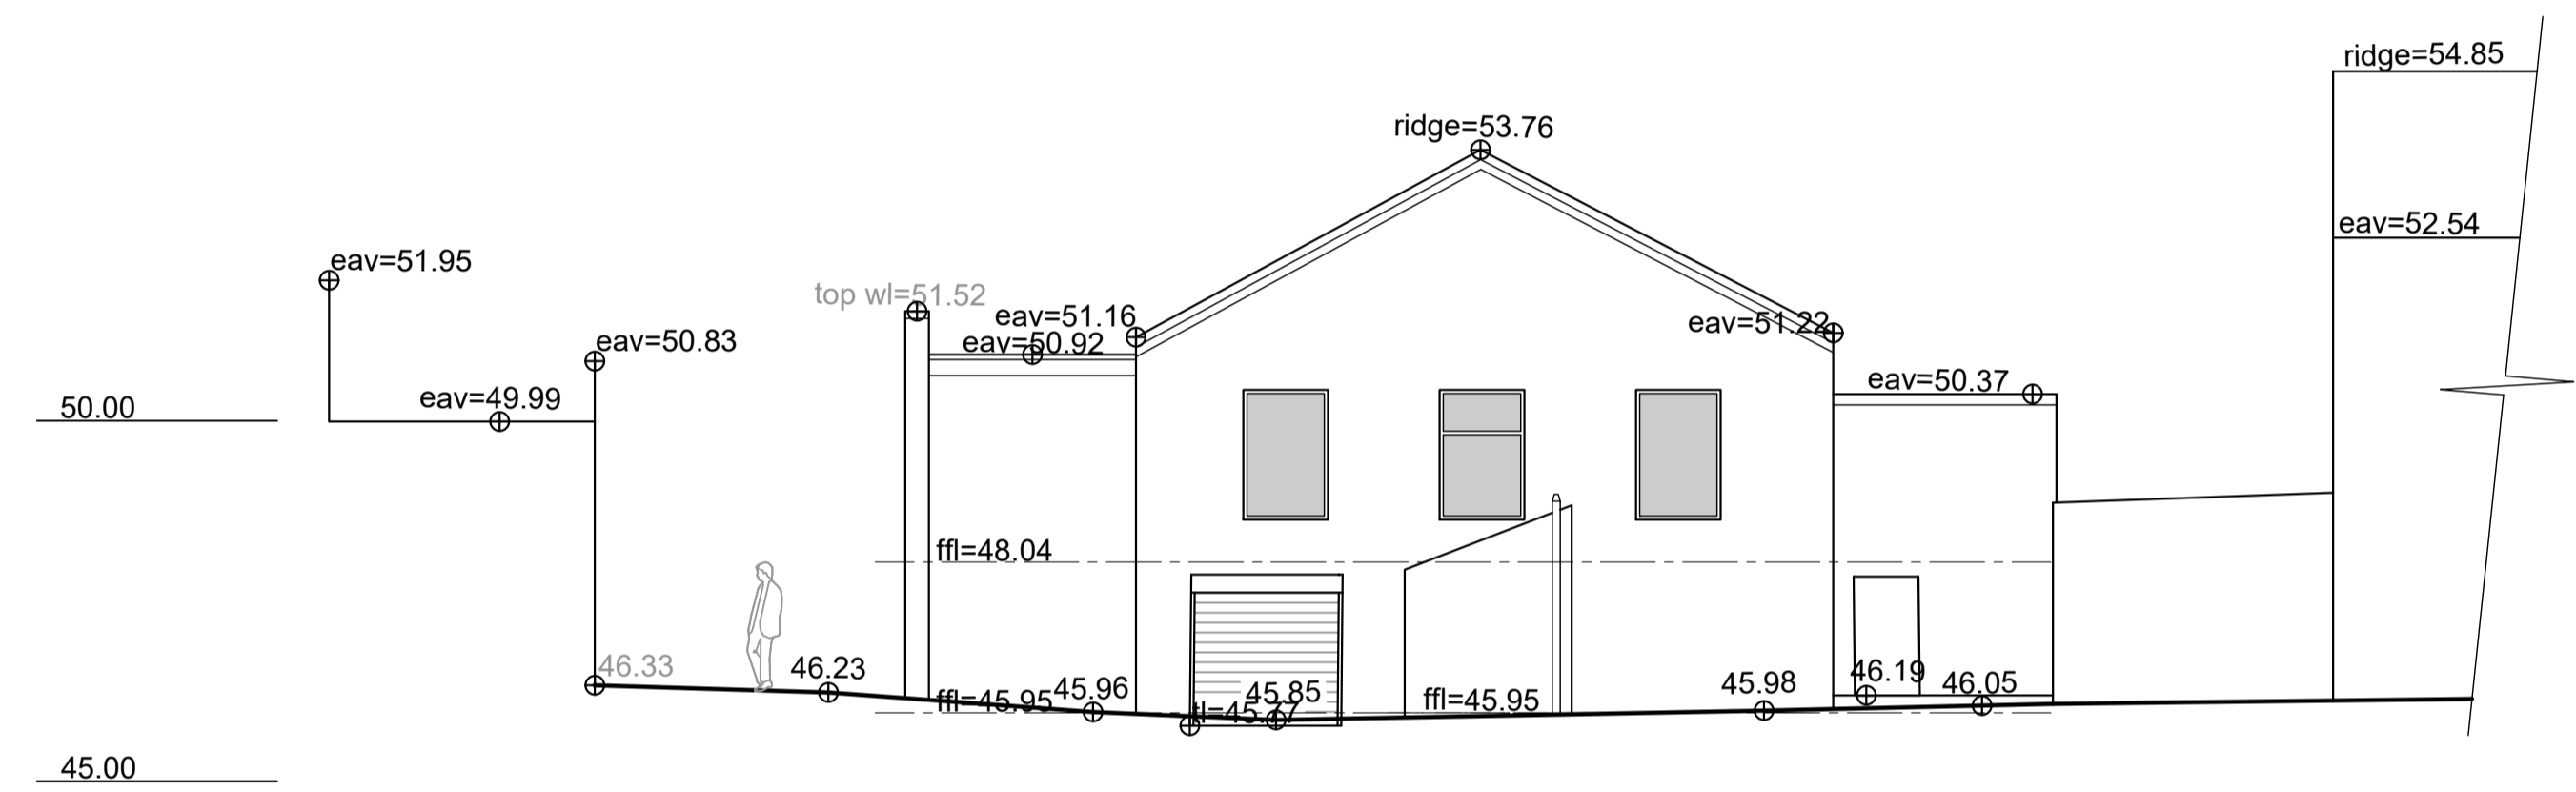 ridge=54.85
ridge=53.76
eav=52.54
eav=51.95
top wl=51.52
eav=51.16
eav=51.22
eav=50.83
eav=50.92
eav=50.37
eav=49.99
50.00
ffl=48.04
46.33
46.23
ffl=45.95
45.96
45.85
tl=45.77
ffl=45.95
45.98
46.19
46.05
45.00